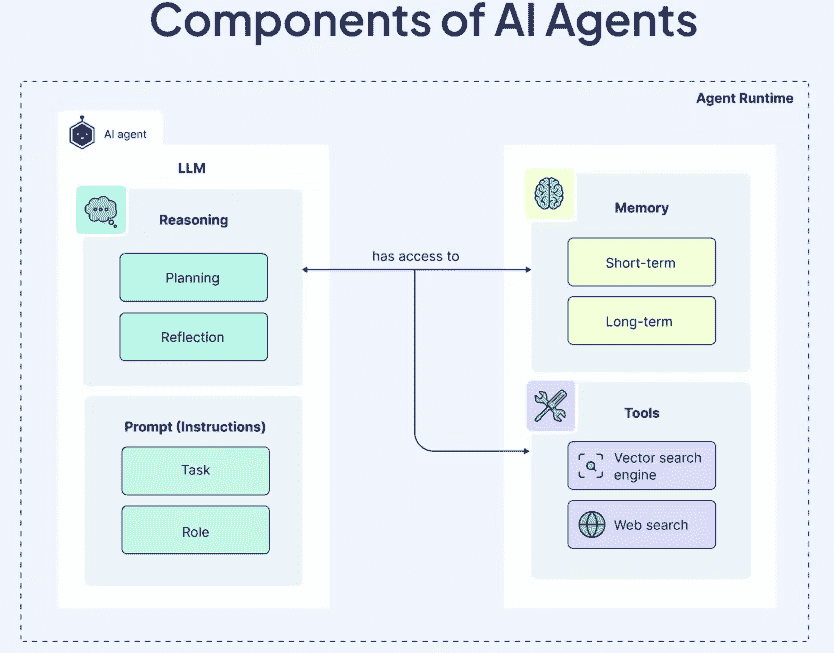 Components of AI Agents
Agent Runtime
AI agent
LLM
Reasoning
Planning
Reflection
Prompt (Instructions)
Task
Role
has access to
Memory
Short-term
Long-term
Tools
Vector search
engine
Web search